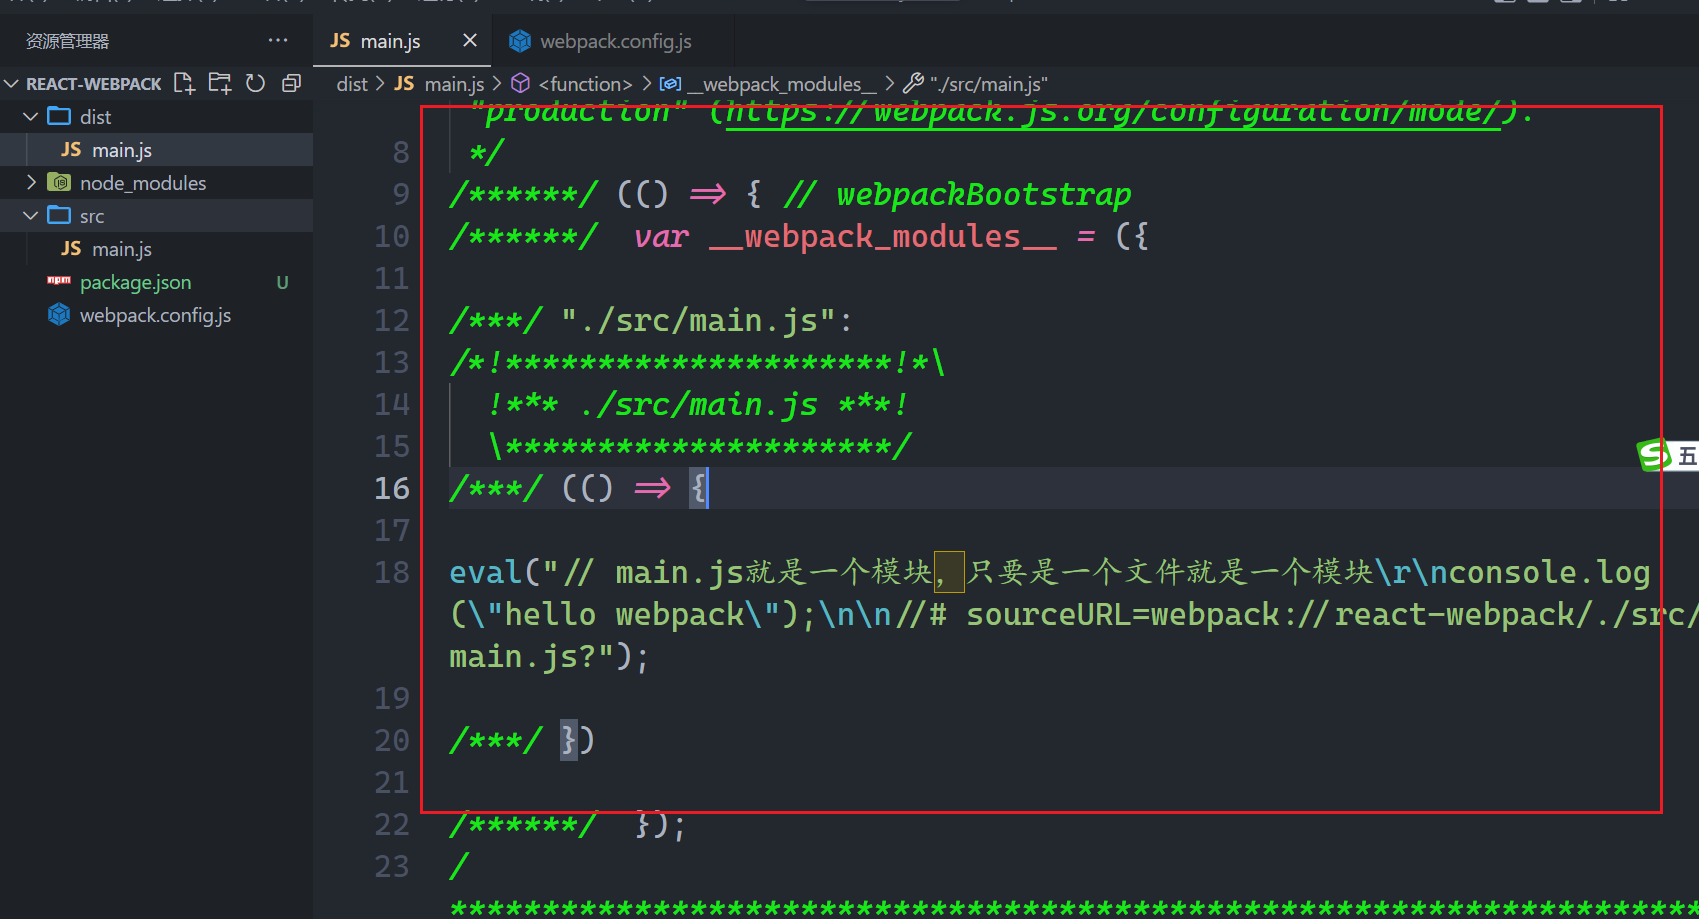 资源管理器
main.js
webpack.config.js
REACT-WEBPACK
dist
main.js
node_modules
src
main.js
package.json U
webpack.config.js
dist > JS main.js > <function> > __webpack_modules__ > "./src/main.js"
"production" (https://webpack.js.org/configuration/mode/).
8 */
9 /******/ (() => { // webpackBootstrap
10 /******/ var __webpack_modules__ = ({
11
12 /***/ "./src/main.js":
13 /*!*********************!*\
14 !*** ./src/main.js ***!
15 \*********************/
16 /***/ (() => {
17
18 eval("// main.js就是一个模块，只要是一个文件就是一个模块\r\nconsole.log
(\"hello webpack\");\n\n//# sourceURL=webpack://react-webpack/./src/
main.js?");
19
20 /***/ })
21
22 /******/ });
23 /
五